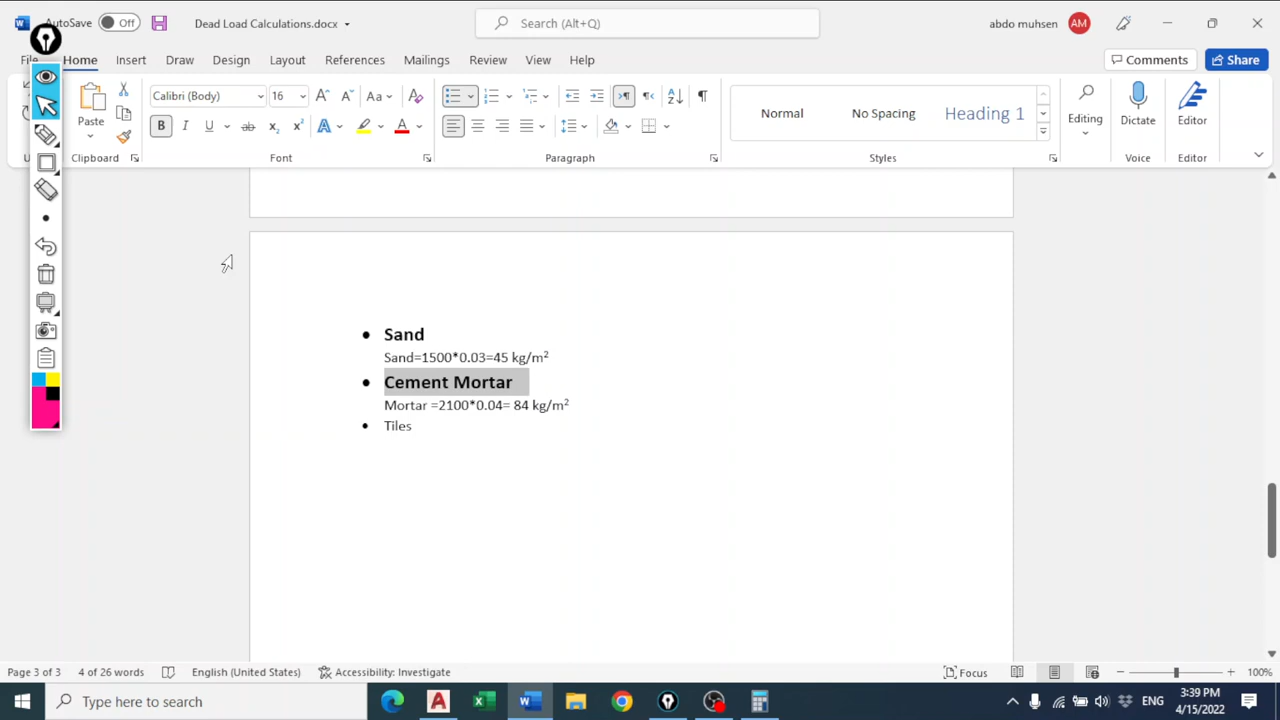 AutoSave Off Dead Load Calculations.docx Search (Alt+Q) abdo muhsen AM
File Home Insert Draw Design Layout References Mailings Review View Help Comments Share
Paste Calibri (Body) 16 Aa Normal No Spacing Heading 1 Editing Dictate Editor
B I U ab x₂ x² A A
Clipboard Font Paragraph Styles Voice Editor
• Sand
Sand=1500*0.03=45 kg/m²
• Cement Mortar
Mortar =2100*0.04= 84 kg/m²
• Tiles
Page 3 of 3 4 of 26 words English (United States) Accessibility: Investigate Focus 100%
Type here to search ENG 3:39 PM
4/15/2022